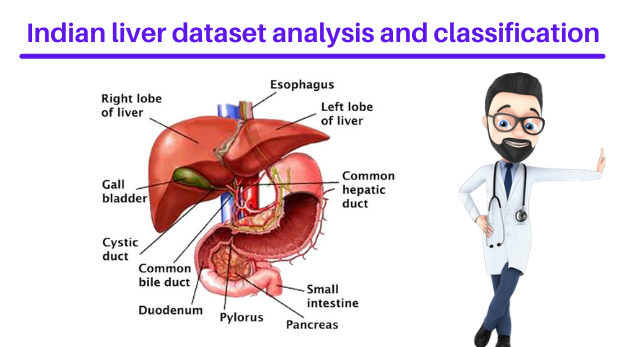 Indian liver dataset analysis and classification
Esophagus
Right lobe
of liver
Left lobe
of liver
Gall
bladder
Common
hepatic
duct
Cystic
duct
Common
bile duct
Duodenum
Pylorus
Small
intestine
Pancreas